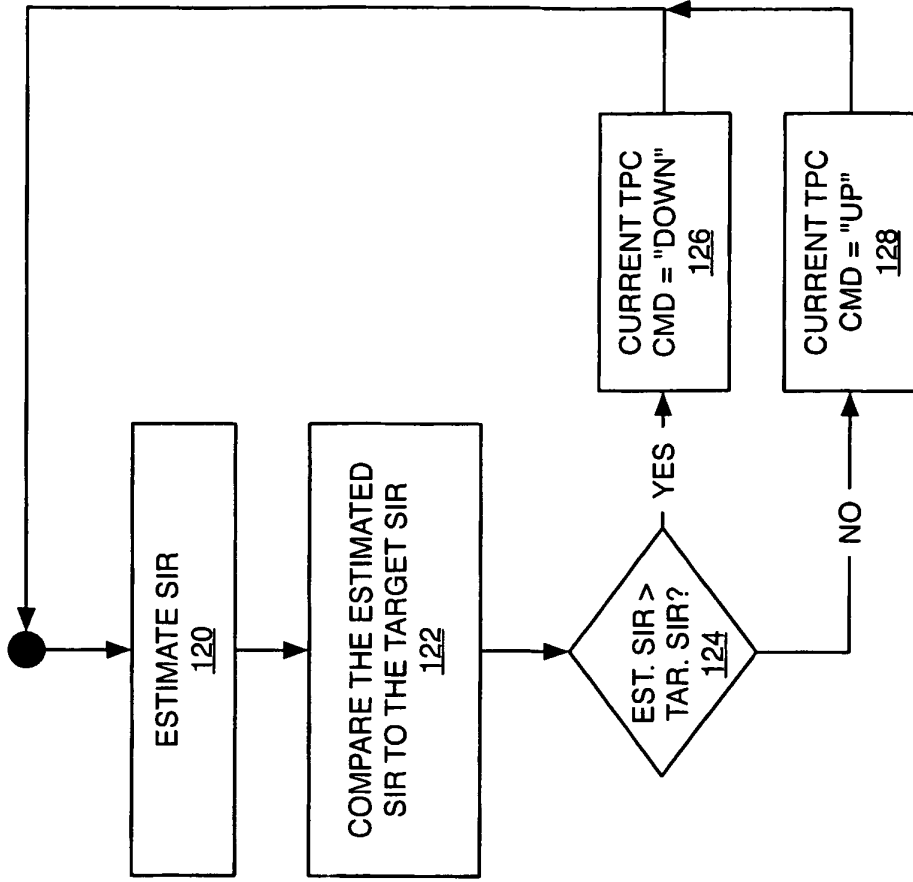 ESTIMATE SIR
120
COMPARE THE ESTIMATED
SIR TO THE TARGET SIR
122
EST. SIR >
TAR. SIR?
124
YES
CURRENT TPC
CMD = "DOWN"
126
NO
CURRENT TPC
CMD = "UP"
128